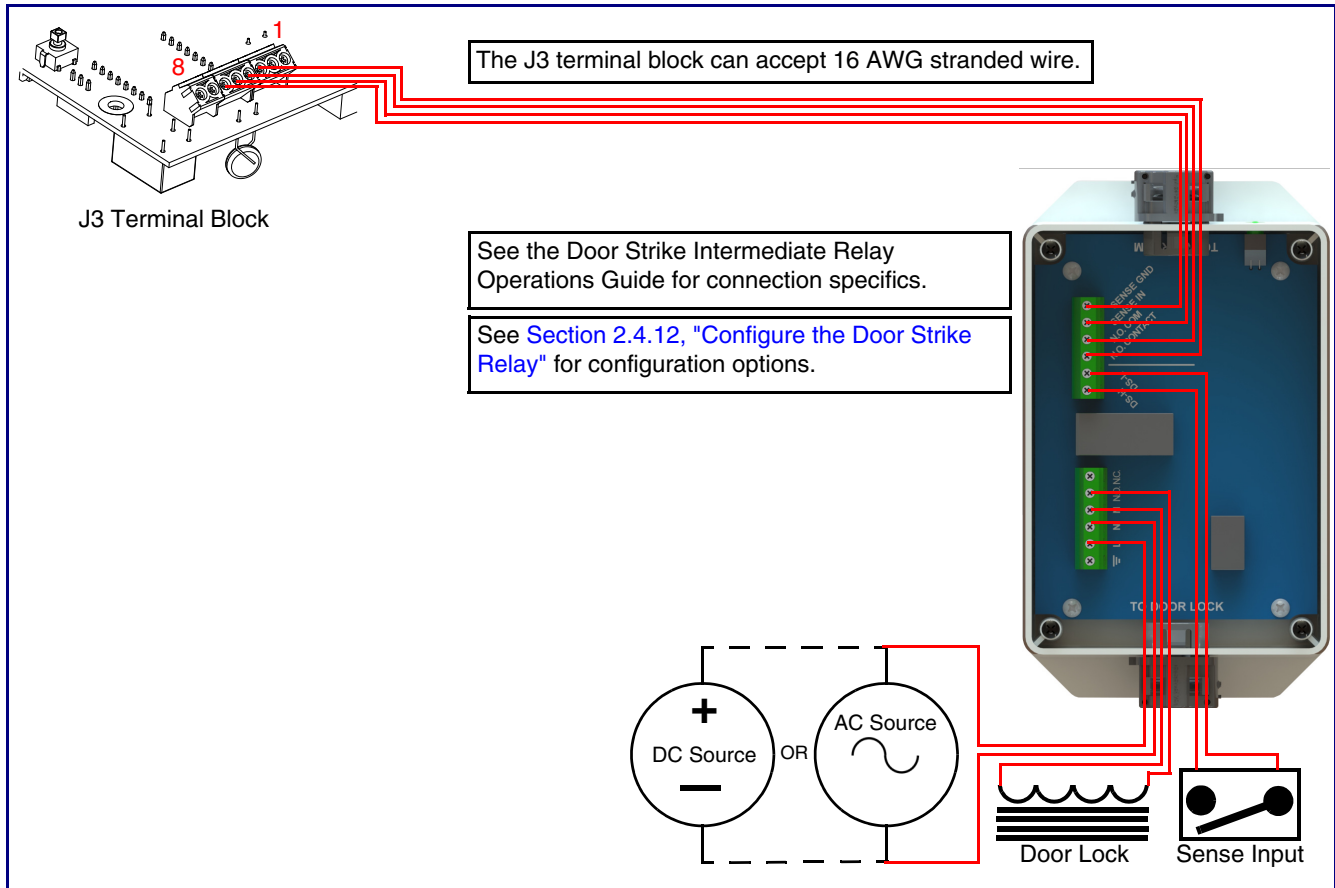 1
8
The J3 terminal block can accept 16 AWG stranded wire.
J3 Terminal Block
See the Door Strike Intermediate Relay
Operations Guide for connection specifics.
See Section 2.4.12, "Configure the Door Strike
Relay" for configuration options.
SENSE GND
SENSE IN
N.O. COM
N.O. CONTACT
N.C.
N.O.
N
L
TO DOOR LOCK
+
DC Source
—
OR
AC Source
Door Lock
Sense Input